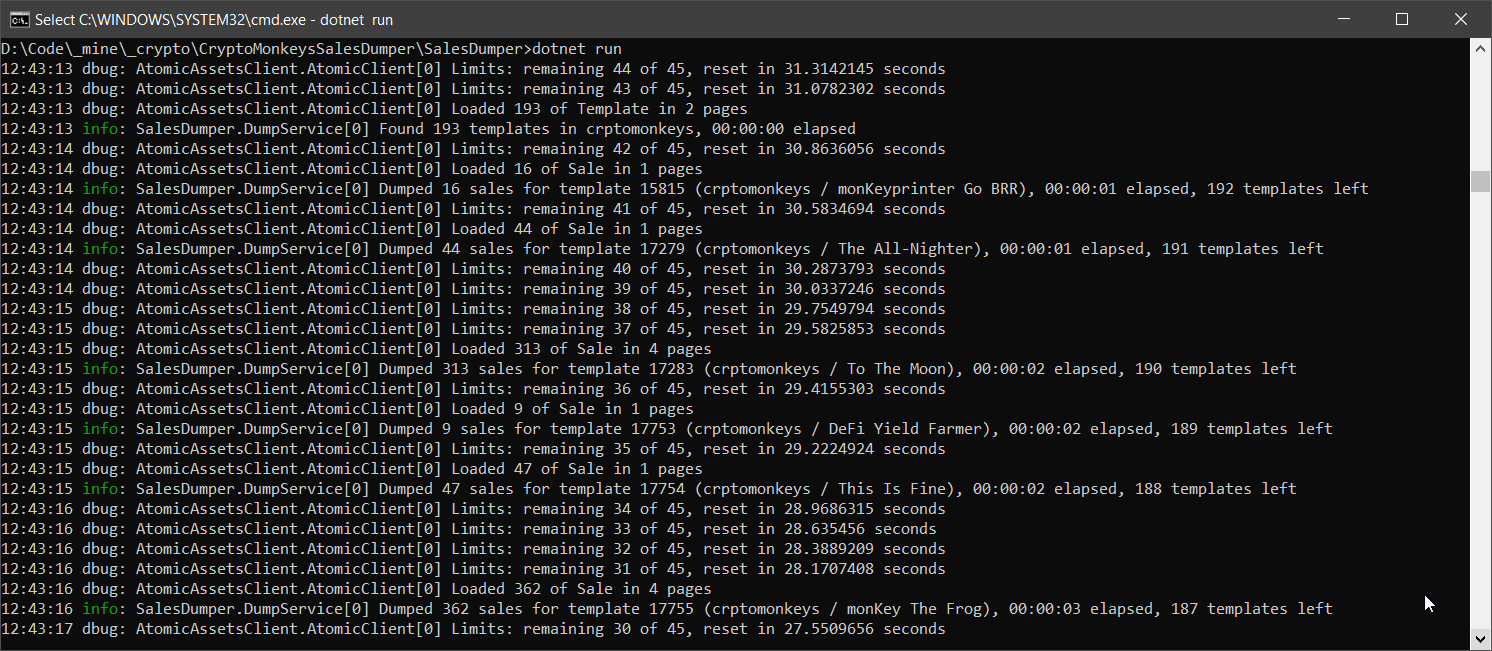 Select C:\WINDOWS\SYSTEM32\cmd.exe - dotnet  run
D:\Code\_mine\_crypto\CryptoMonkeysSalesDumper\SalesDumper>dotnet run
12:43:13 dbug: AtomicAssetsClient.AtomicClient[0] Limits: remaining 44 of 45, reset in 31.3142145 seconds
12:43:13 dbug: AtomicAssetsClient.AtomicClient[0] Limits: remaining 43 of 45, reset in 31.0782302 seconds
12:43:13 dbug: AtomicAssetsClient.AtomicClient[0] Loaded 193 of Template in 2 pages
12:43:13 info: SalesDumper.DumpService[0] Found 193 templates in crptomonkeys, 00:00:00 elapsed
12:43:14 dbug: AtomicAssetsClient.AtomicClient[0] Limits: remaining 42 of 45, reset in 30.8636056 seconds
12:43:14 dbug: AtomicAssetsClient.AtomicClient[0] Loaded 16 of Sale in 1 pages
12:43:14 info: SalesDumper.DumpService[0] Dumped 16 sales for template 15815 (crptomonkeys / monKeyprinter Go BRR), 00:00:01 elapsed, 192 templates left
12:43:14 dbug: AtomicAssetsClient.AtomicClient[0] Limits: remaining 41 of 45, reset in 30.5834694 seconds
12:43:14 dbug: AtomicAssetsClient.AtomicClient[0] Loaded 44 of Sale in 1 pages
12:43:14 info: SalesDumper.DumpService[0] Dumped 44 sales for template 17279 (crptomonkeys / The All-Nighter), 00:00:01 elapsed, 191 templates left
12:43:14 dbug: AtomicAssetsClient.AtomicClient[0] Limits: remaining 40 of 45, reset in 30.2873793 seconds
12:43:14 dbug: AtomicAssetsClient.AtomicClient[0] Limits: remaining 39 of 45, reset in 30.0337246 seconds
12:43:15 dbug: AtomicAssetsClient.AtomicClient[0] Limits: remaining 38 of 45, reset in 29.7549794 seconds
12:43:15 dbug: AtomicAssetsClient.AtomicClient[0] Limits: remaining 37 of 45, reset in 29.5825853 seconds
12:43:15 dbug: AtomicAssetsClient.AtomicClient[0] Loaded 313 of Sale in 4 pages
12:43:15 info: SalesDumper.DumpService[0] Dumped 313 sales for template 17283 (crptomonkeys / To The Moon), 00:00:02 elapsed, 190 templates left
12:43:15 dbug: AtomicAssetsClient.AtomicClient[0] Limits: remaining 36 of 45, reset in 29.4155303 seconds
12:43:15 dbug: AtomicAssetsClient.AtomicClient[0] Loaded 9 of Sale in 1 pages
12:43:15 info: SalesDumper.DumpService[0] Dumped 9 sales for template 17753 (crptomonkeys / DeFi Yield Farmer), 00:00:02 elapsed, 189 templates left
12:43:15 dbug: AtomicAssetsClient.AtomicClient[0] Limits: remaining 35 of 45, reset in 29.2224924 seconds
12:43:15 dbug: AtomicAssetsClient.AtomicClient[0] Loaded 47 of Sale in 1 pages
12:43:15 info: SalesDumper.DumpService[0] Dumped 47 sales for template 17754 (crptomonkeys / This Is Fine), 00:00:02 elapsed, 188 templates left
12:43:16 dbug: AtomicAssetsClient.AtomicClient[0] Limits: remaining 34 of 45, reset in 28.9686315 seconds
12:43:16 dbug: AtomicAssetsClient.AtomicClient[0] Limits: remaining 33 of 45, reset in 28.635456 seconds
12:43:16 dbug: AtomicAssetsClient.AtomicClient[0] Limits: remaining 32 of 45, reset in 28.3889209 seconds
12:43:16 dbug: AtomicAssetsClient.AtomicClient[0] Limits: remaining 31 of 45, reset in 28.1707408 seconds
12:43:16 dbug: AtomicAssetsClient.AtomicClient[0] Loaded 362 of Sale in 4 pages
12:43:16 info: SalesDumper.DumpService[0] Dumped 362 sales for template 17755 (crptomonkeys / monKey The Frog), 00:00:03 elapsed, 187 templates left
12:43:17 dbug: AtomicAssetsClient.AtomicClient[0] Limits: remaining 30 of 45, reset in 27.5509656 seconds